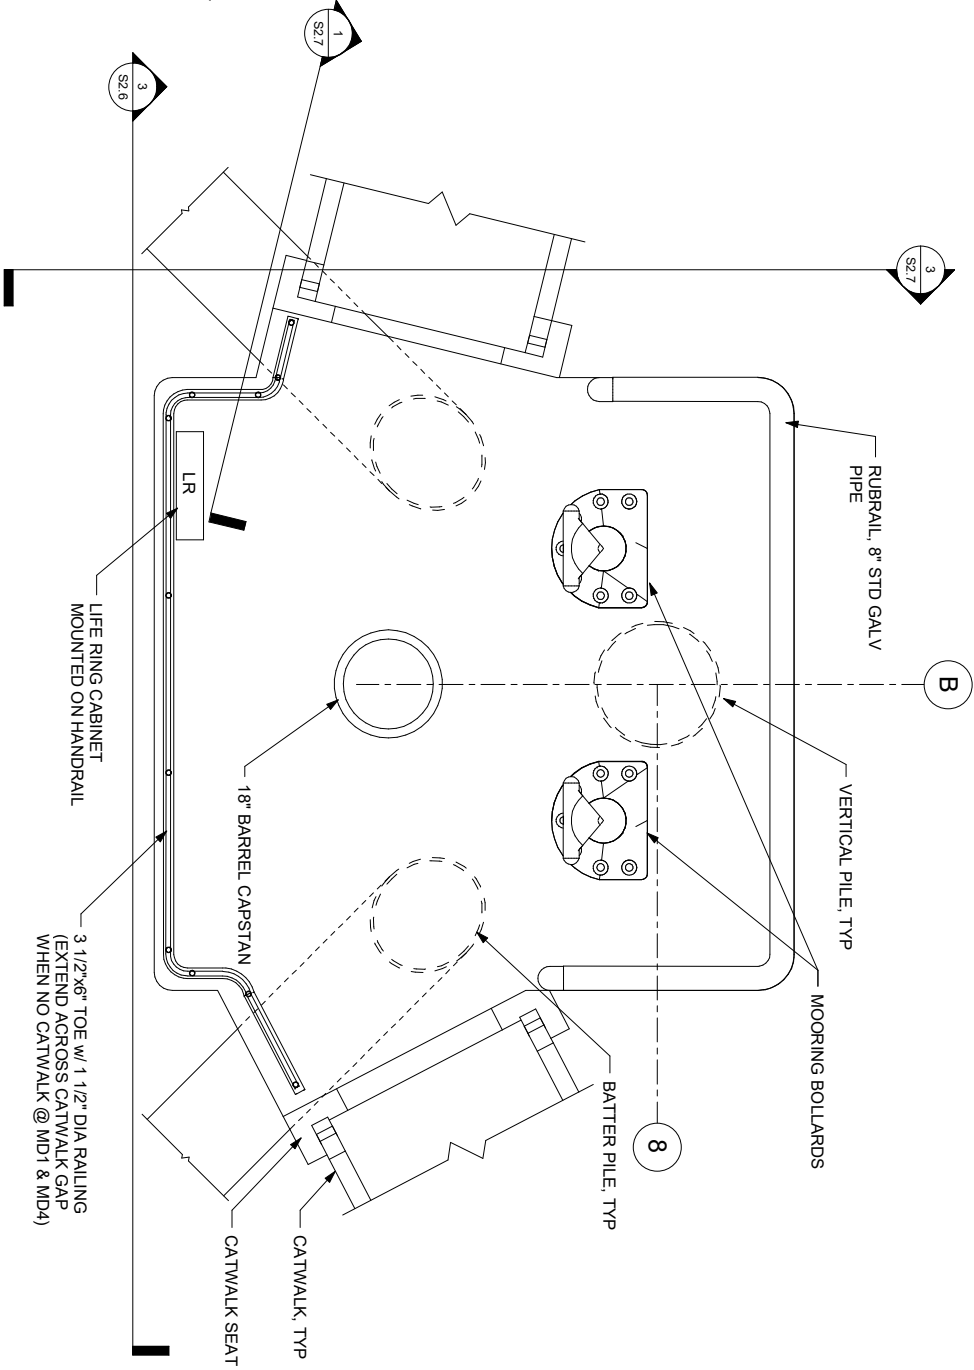 1
S2.7
3
S2.6
3
S2.7
RUBRAIL, 8" STD GALV
PIPE
B
VERTICAL PILE, TYP
MOORING BOLLARDS
8
BATTER PILE, TYP
CATWALK, TYP
CATWALK SEAT
18" BARREL CAPSTAN
LR
LIFE RING CABINET
MOUNTED ON HANDRAIL
3 1/2"x6" TOE w/ 1 1/2" DIA RAILING
(EXTEND ACROSS CATWALK GAP
WHEN NO CATWALK @ MD1 & MD4)